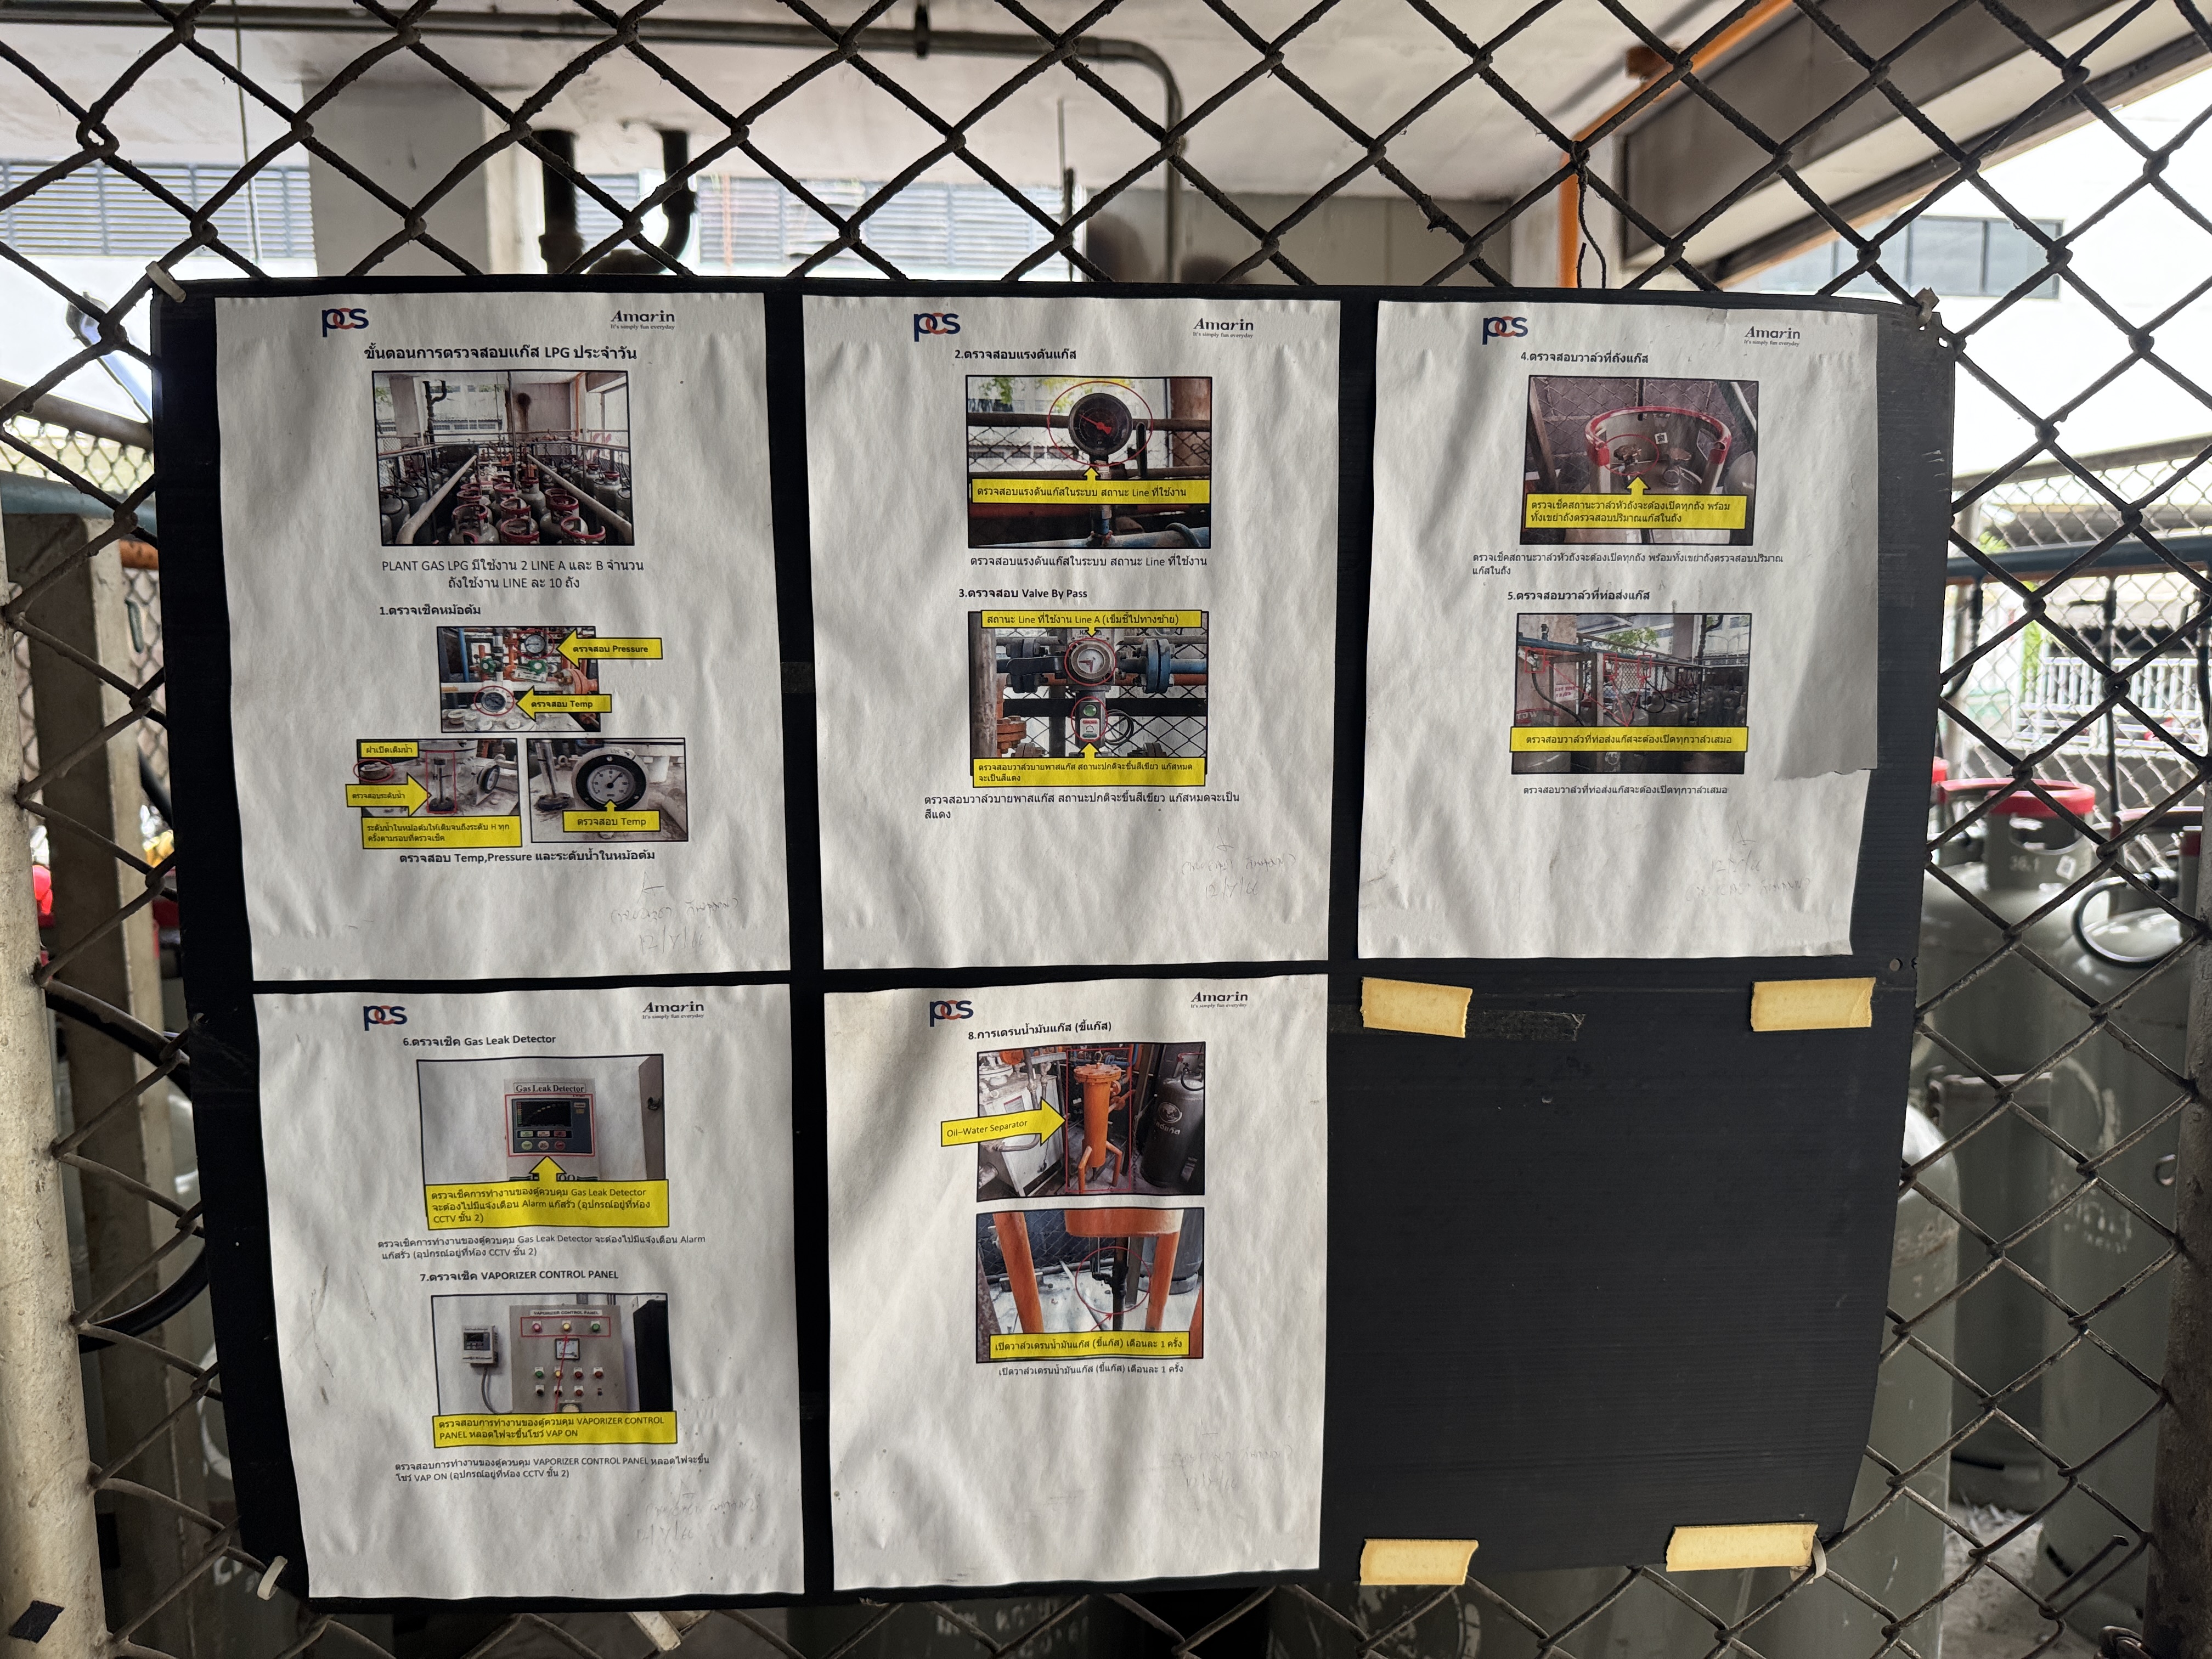 pcs
Amarin
It's simply fun everyday
ขั้นตอนการตรวจสอบแก๊ส LPG ประจำวัน
PLANT GAS LPG มีใช้งาน 2 LINE A และ B จำนวน
ถังใช้งาน LINE ละ 10 ถัง
1.ตรวจเช็คหม้อต้ม
ตรวจสอบ Pressure
ตรวจสอบ Temp
ฝาเปิดเติมน้ำ
ตรวจสอบระดับน้ำ
ระดับน้ำในหม้อต้มให้เติมจนถึงระดับ H ทุก
ครั้งตามรอบที่ตรวจเช็ค
ตรวจสอบ Temp
ตรวจสอบ Temp,Pressure และระดับน้ำในหม้อต้ม
12/7/66
pcs
Amarin
It's simply fun everyday
2.ตรวจสอบแรงดันแก๊ส
ตรวจสอบแรงดันแก๊สในระบบ สถานะ Line ที่ใช้งาน
ตรวจสอบแรงดันแก๊สในระบบ สถานะ Line ที่ใช้งาน
3.ตรวจสอบ Valve By Pass
สถานะ Line ที่ใช้งาน Line A (เข็มชี้ไปทางซ้าย)
ตรวจสอบวาล์วบายพาสแก๊ส สถานะปกติจะขึ้นสีเขียว แก๊สหมด
จะเป็นสีแดง
ตรวจสอบวาล์วบายพาสแก๊ส สถานะปกติจะขึ้นสีเขียว แก๊สหมดจะเป็น
สีแดง
12/7/66
pcs
Amarin
It's simply fun everyday
4.ตรวจสอบวาล์วที่ถังแก๊ส
ตรวจเช็คสถานะวาล์วหัวถังจะต้องเปิดทุกถัง พร้อม
ทั้งเขย่าถังตรวจสอบปริมาณแก๊สในถัง
ตรวจเช็คสถานะวาล์วหัวถังจะต้องเปิดทุกถัง พร้อมทั้งเขย่าถังตรวจสอบปริมาณ
แก๊สในถัง
5.ตรวจสอบวาล์วที่ท่อส่งแก๊ส
ตรวจสอบวาล์วที่ท่อส่งแก๊สจะต้องเปิดทุกวาล์วเสมอ
ตรวจสอบวาล์วที่ท่อส่งแก๊สจะต้องเปิดทุกวาล์วเสมอ
12/7/66
36.1
pcs
Amarin
It's simply fun everyday
6.ตรวจเช็ค Gas Leak Detector
Gas Leak Detector
ตรวจเช็คการทำงานของตู้ควบคุม Gas Leak Detector
จะต้องไปมีแจ้งเตือน Alarm แก๊สรั่ว (อุปกรณ์อยู่ที่ห้อง
CCTV ชั้น 2)
ตรวจเช็คการทำงานของตู้ควบคุม Gas Leak Detector จะต้องไปมีแจ้งเตือน Alarm
แก๊สรั่ว (อุปกรณ์อยู่ที่ห้อง CCTV ชั้น 2)
7.ตรวจเช็ค VAPORIZER CONTROL PANEL
VAPORIZER CONTROL PANEL
ตรวจสอบการทำงานของตู้ควบคุม VAPORIZER CONTROL
PANEL หลอดไฟจะขึ้นโชว์ VAP ON
ตรวจสอบการทำงานของตู้ควบคุม VAPORIZER CONTROL PANEL หลอดไฟจะขึ้น
โชว์ VAP ON (อุปกรณ์อยู่ที่ห้อง CCTV ชั้น 2)
12/7/66
pcs
Amarin
It's simply fun everyday
8.การเดรนน้ำมันแก๊ส (ขี้แก๊ส)
Oil-Water Separator
เปิดวาล์วเดรนน้ำมันแก๊ส (ขี้แก๊ส) เดือนละ 1 ครั้ง
เปิดวาล์วเดรนน้ำมันแก๊ส (ขี้แก๊ส) เดือนละ 1 ครั้ง